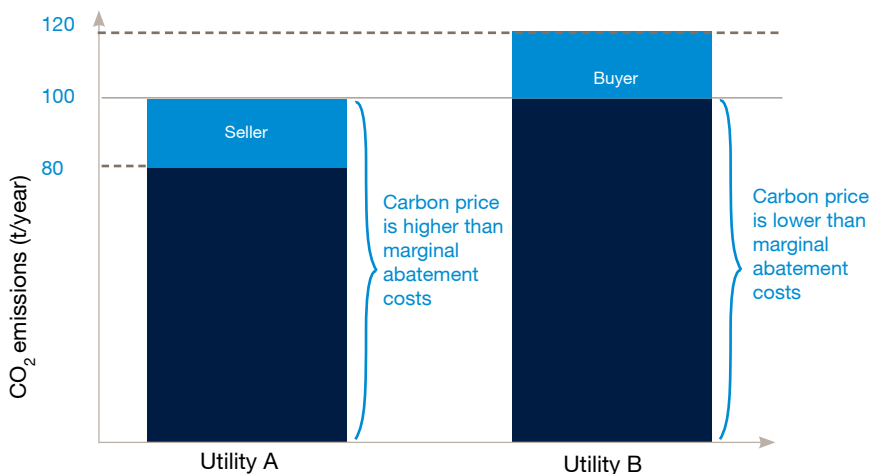 120
100
80
CO₂ emissions (t/year)
Seller
Buyer
Carbon price
is higher than
marginal
abatement
costs
Carbon price
is lower than
marginal
abatement
costs
Utility A
Utility B